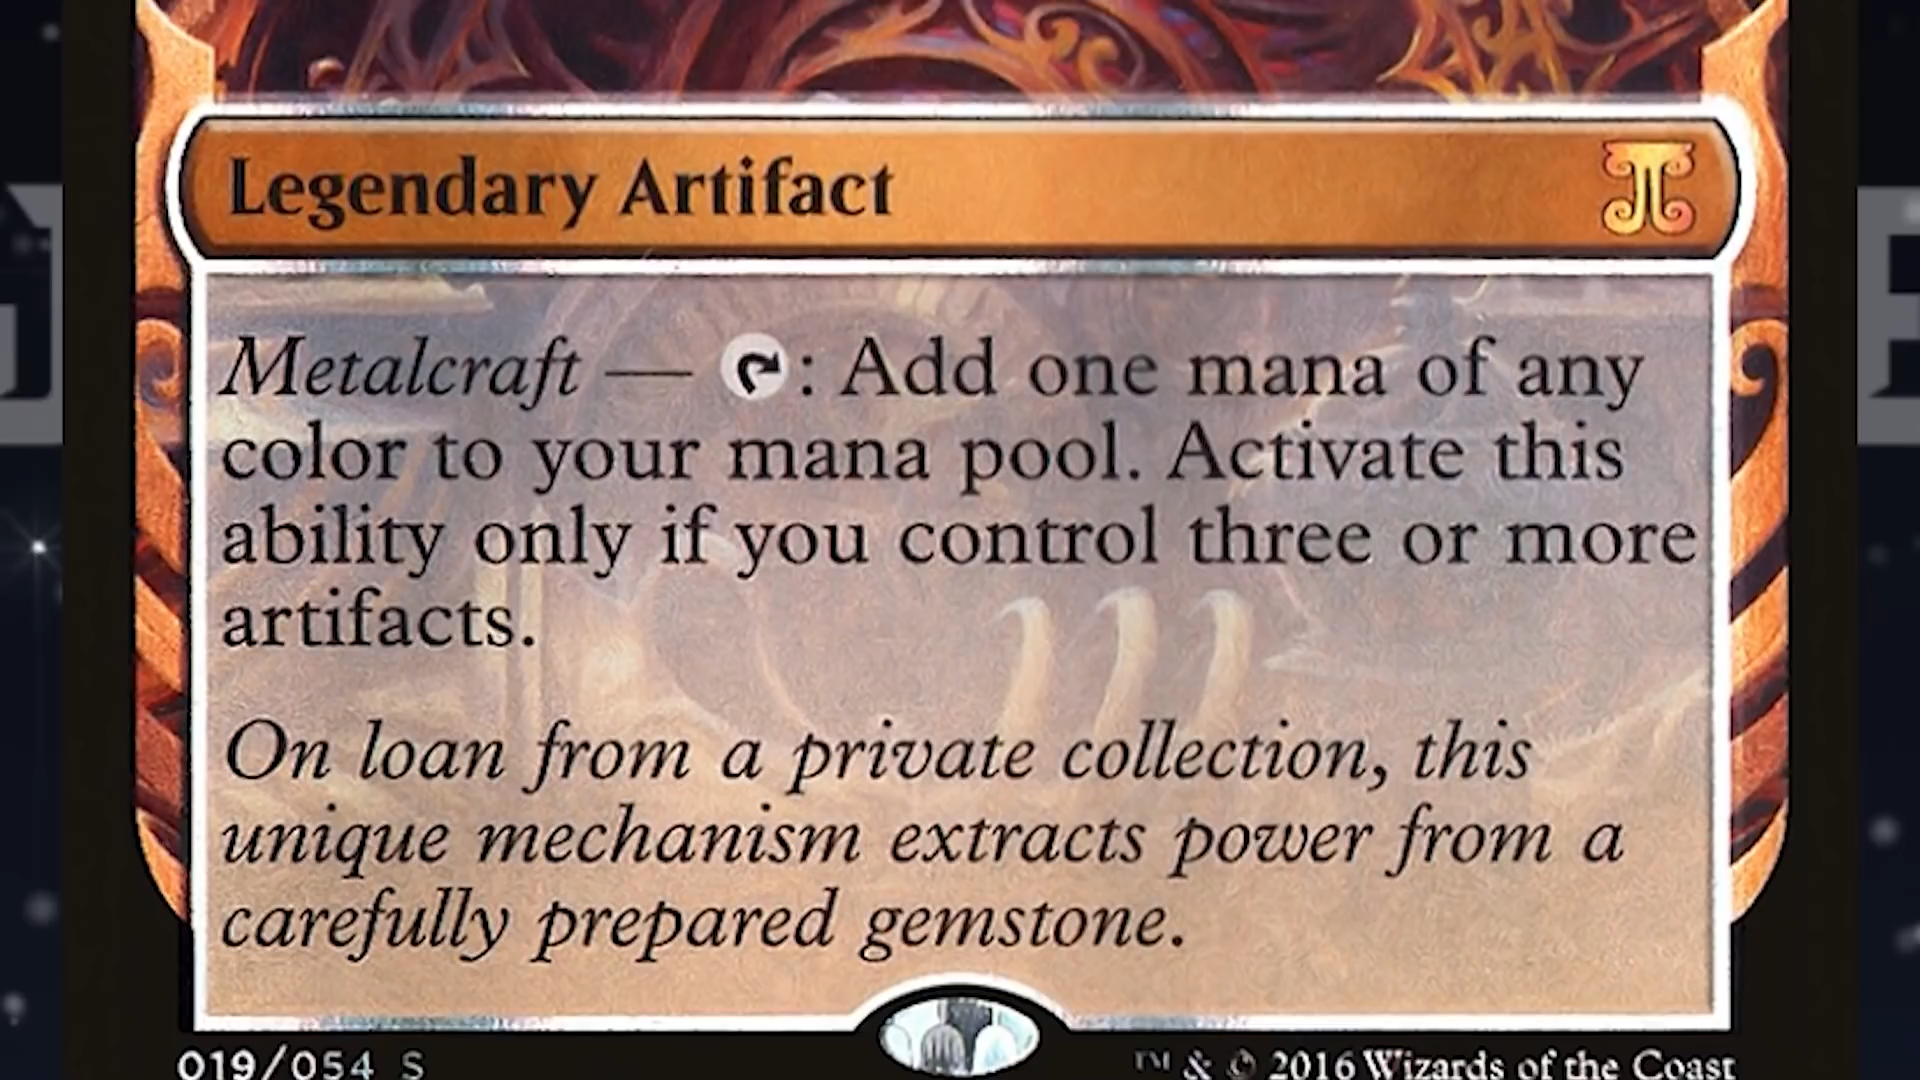 Legendary Artifact
Metalcraft — : Add one mana of any
color to your mana pool. Activate this
ability only if you control three or more
artifacts.
On loan from a private collection, this
unique mechanism extracts power from a
carefully prepared gemstone.
019/054 S
™ & © 2016 Wizards of the Coast